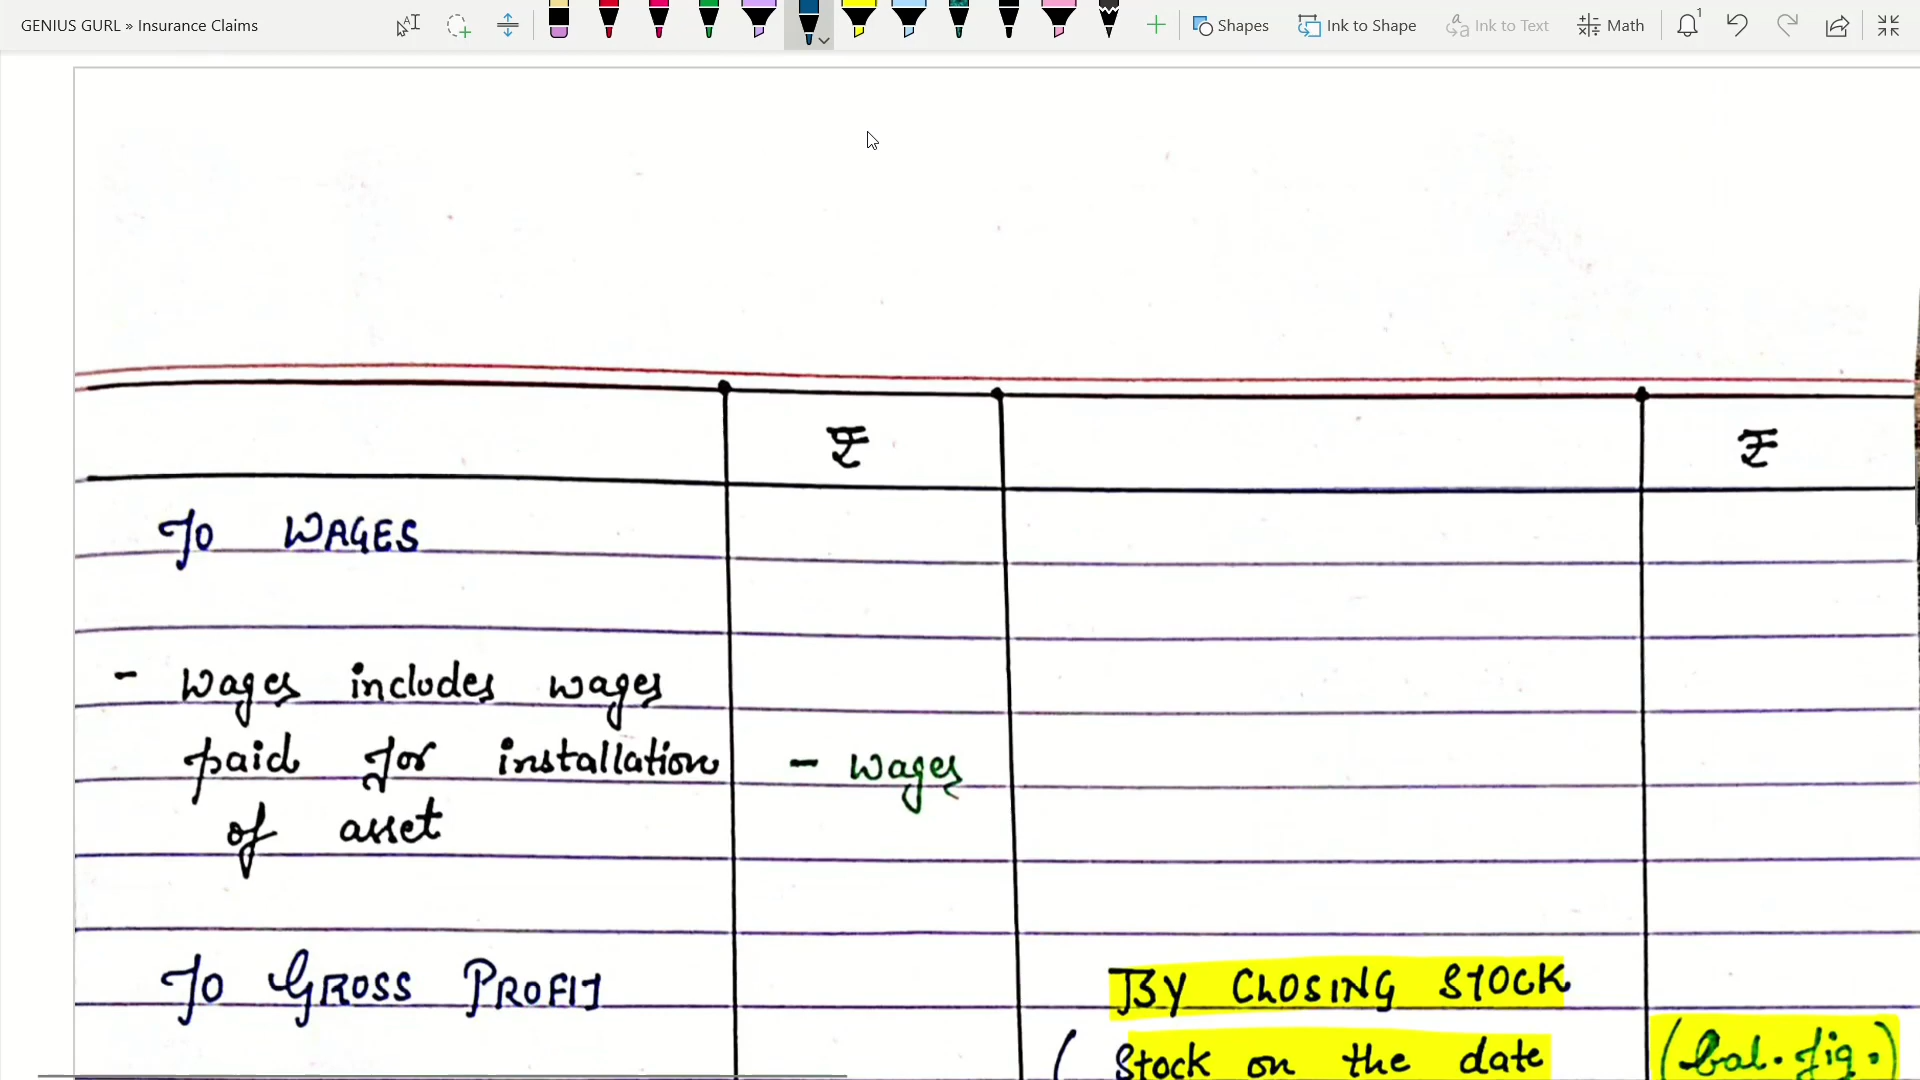 GENIUS GURL » Insurance Claims
Shapes
Ink to Shape
Ink to Text
Math
1
₹ ₹
To WAGES
- Wages includes wages
paid for installation - Wages
of asset
To GROSS PROFIT BY CLOSING STOCK
( Stock on the date (bal. fig.)